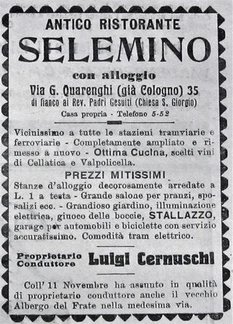 ANTICO RISTORANTE
SELEMINO
con alloggio
Via G. Quarenghi (già Cologno) 35
di fianco ai Rev. Padri Gesuiti (Chiesa S. Giorgio)
Casa propria - Telefono 5-52
Vicinissimo a tutte le stazioni tramviarie e
ferroviarie - Completamente ampliato e ri-
messo a nuovo - Ottima Cucina, scelti vini
di Cellatica e Valpolicella.
PREZZI MITISSIMI
Stanze d'alloggio decorosamente arredate a
L. 1 a testa - Grande salone per pranzi, spo-
salizi ecc. - Grandioso giardino, illuminazione
elettrica, ginoco delle boccie, STALLAZZO,
garage per automobili e biciclette con servizio
accuratissimo. Comodità tram elettrico.
Proprietario
Conduttore Luigi Cernuschi
Coll' 11 Novembre ha assunto in qualità
di proprietario conduttore anche il vecchio
Albergo del Frate nella medesima via.